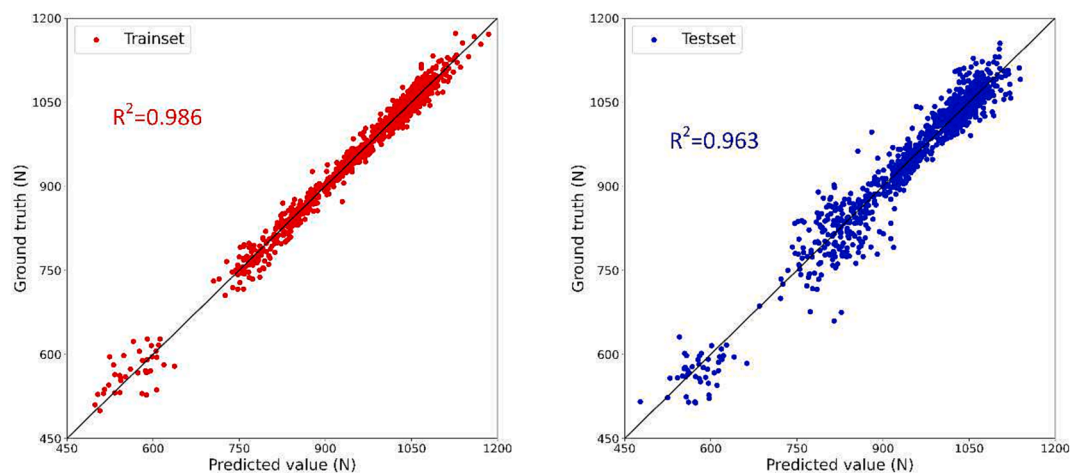 Trainset
R²=0.986
Ground truth (N)
1200
1050
900
750
600
450
450 600 750 900 1050 1200
Predicted value (N)
Testset
R²=0.963
Ground truth (N)
1200
1050
900
750
600
450
450 600 750 900 1050 1200
Predicted value (N)